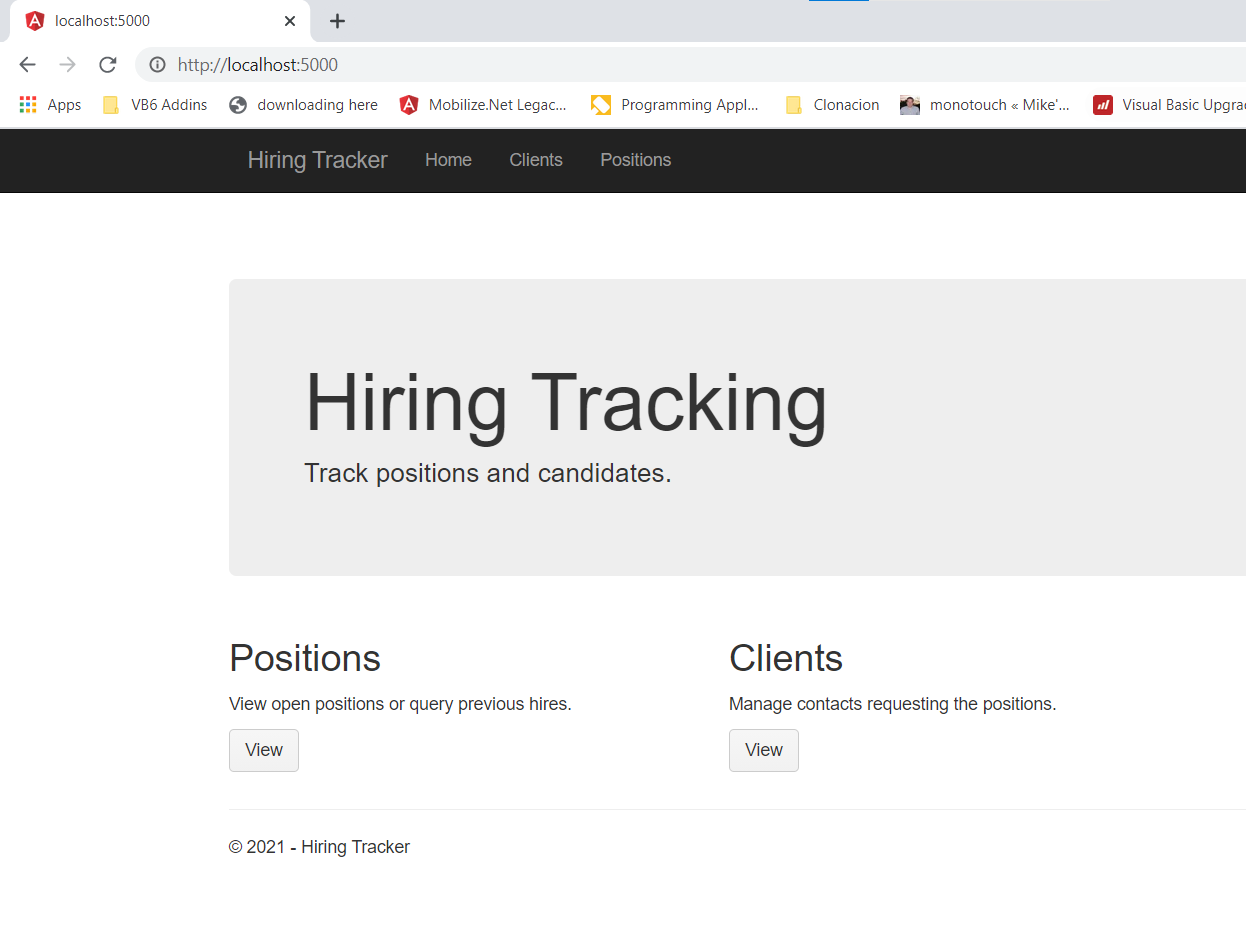 localhost:5000
http://localhost:5000
Apps VB6 Addins downloading here Mobilize.Net Legac... Programming Appl... Clonacion monotouch « Mike'... Visual Basic Upgra
Hiring Tracker Home Clients Positions
Hiring Tracking
Track positions and candidates.
Positions Clients
View open positions or query previous hires. Manage contacts requesting the positions.
View View
© 2021 - Hiring Tracker